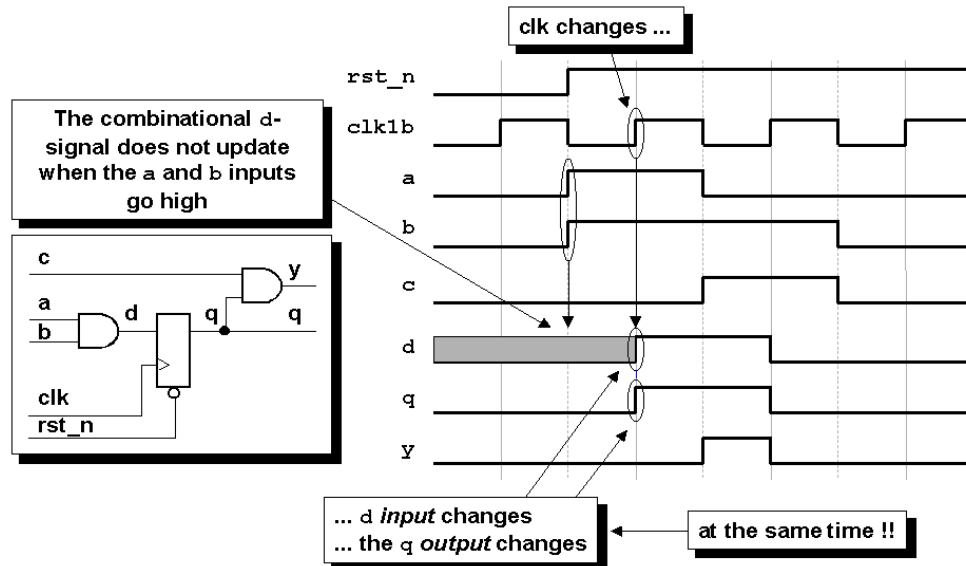 clk changes ...
rst_n
clk1b
a
b
c
d
q
y
The combinational d-
signal does not update
when the a and b inputs
go high
c
y
a
d
q
q
b
clk
rst_n
... d input changes
... the q output changes
at the same time !!